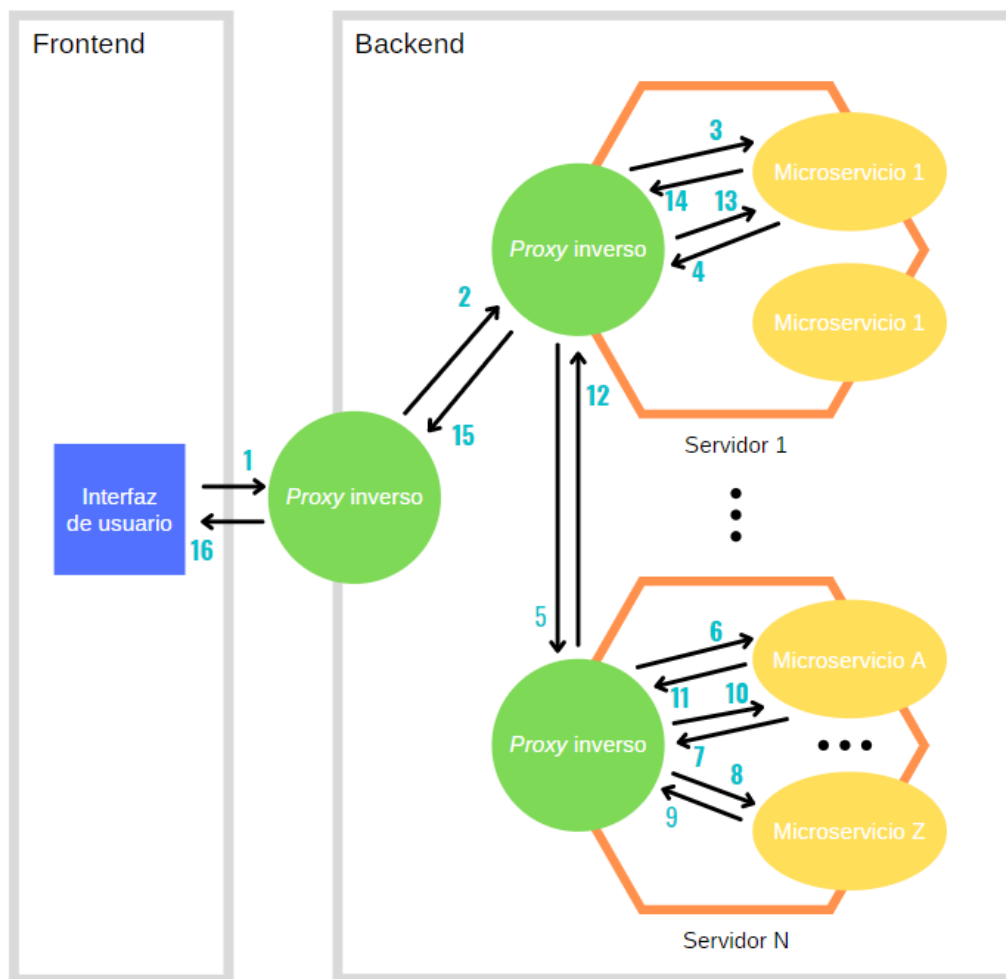 Frontend
Backend
3
Microservicio 1
14
13
Proxy inverso
4
2
Microservicio 1
12
15
Servidor 1
1
Interfaz
de usuario
Proxy inverso
16
5
6
Microservicio A
11
10
Proxy inverso
7
8
9
Microservicio Z
Servidor N